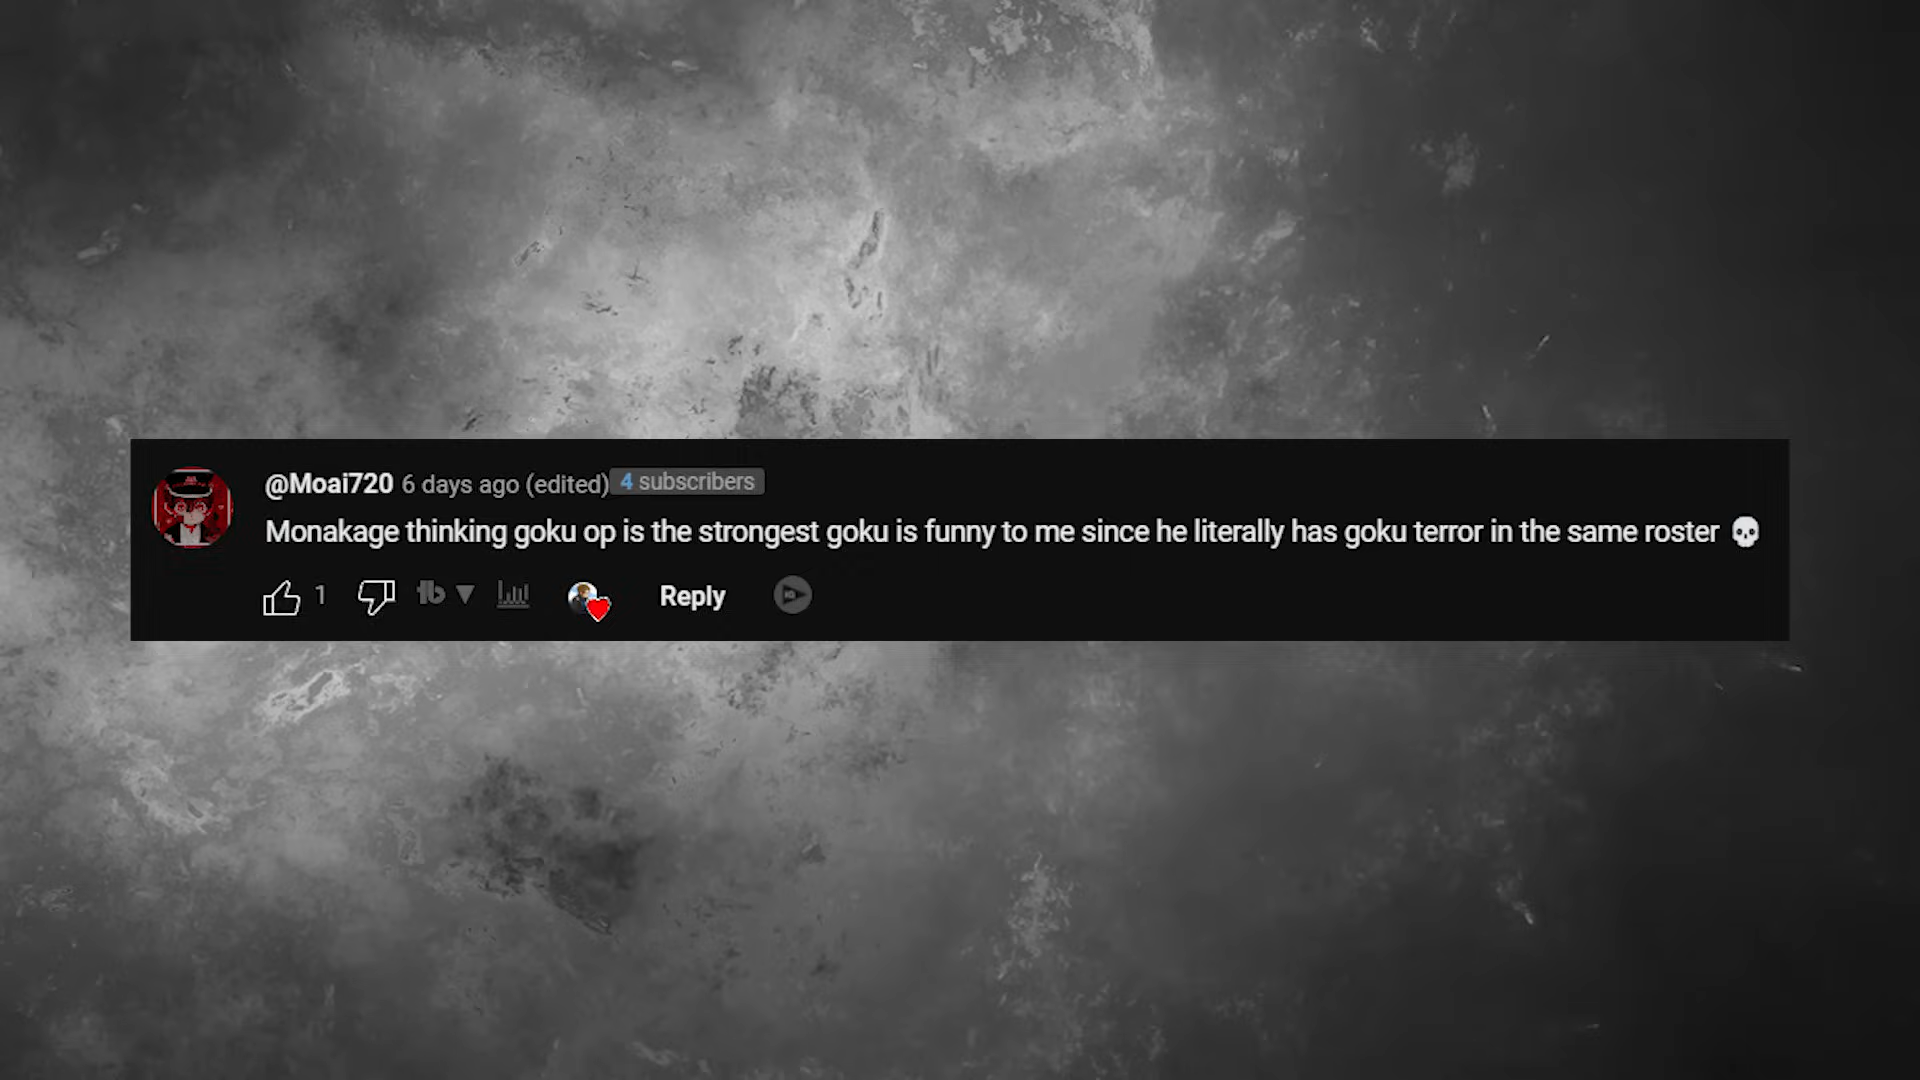 @Moai720 6 days ago (edited) 4 subscribers
Monakage thinking goku op is the strongest goku is funny to me since he literally has goku terror in the same roster 💀
1 Reply